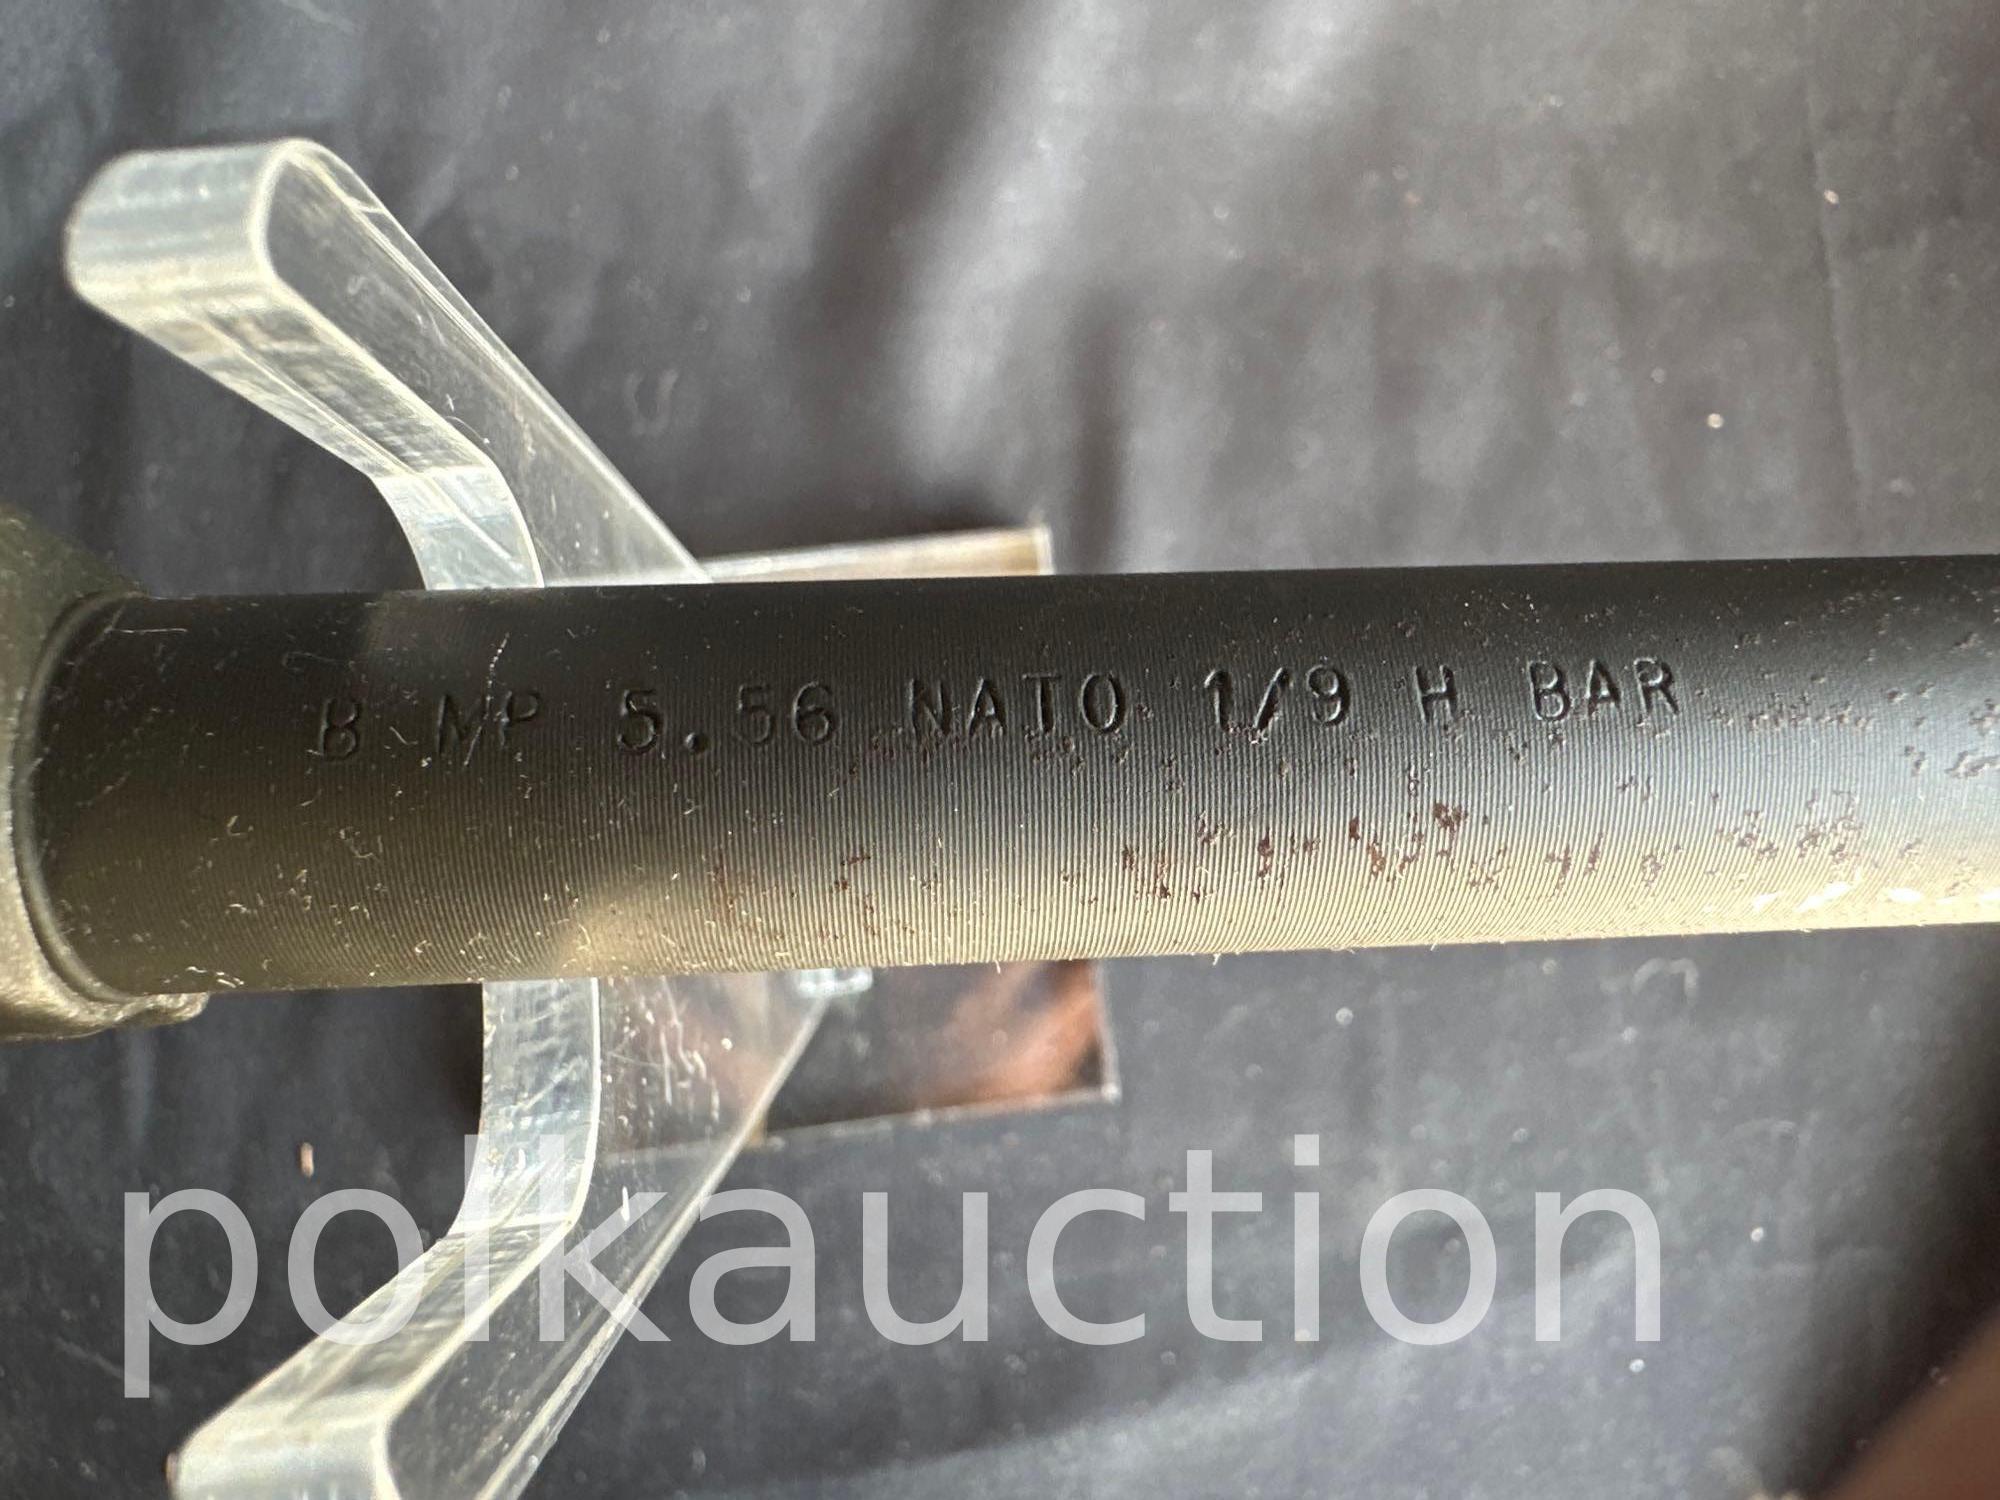 B MP 5.56 NATO 1/9 H BAR
polkauction